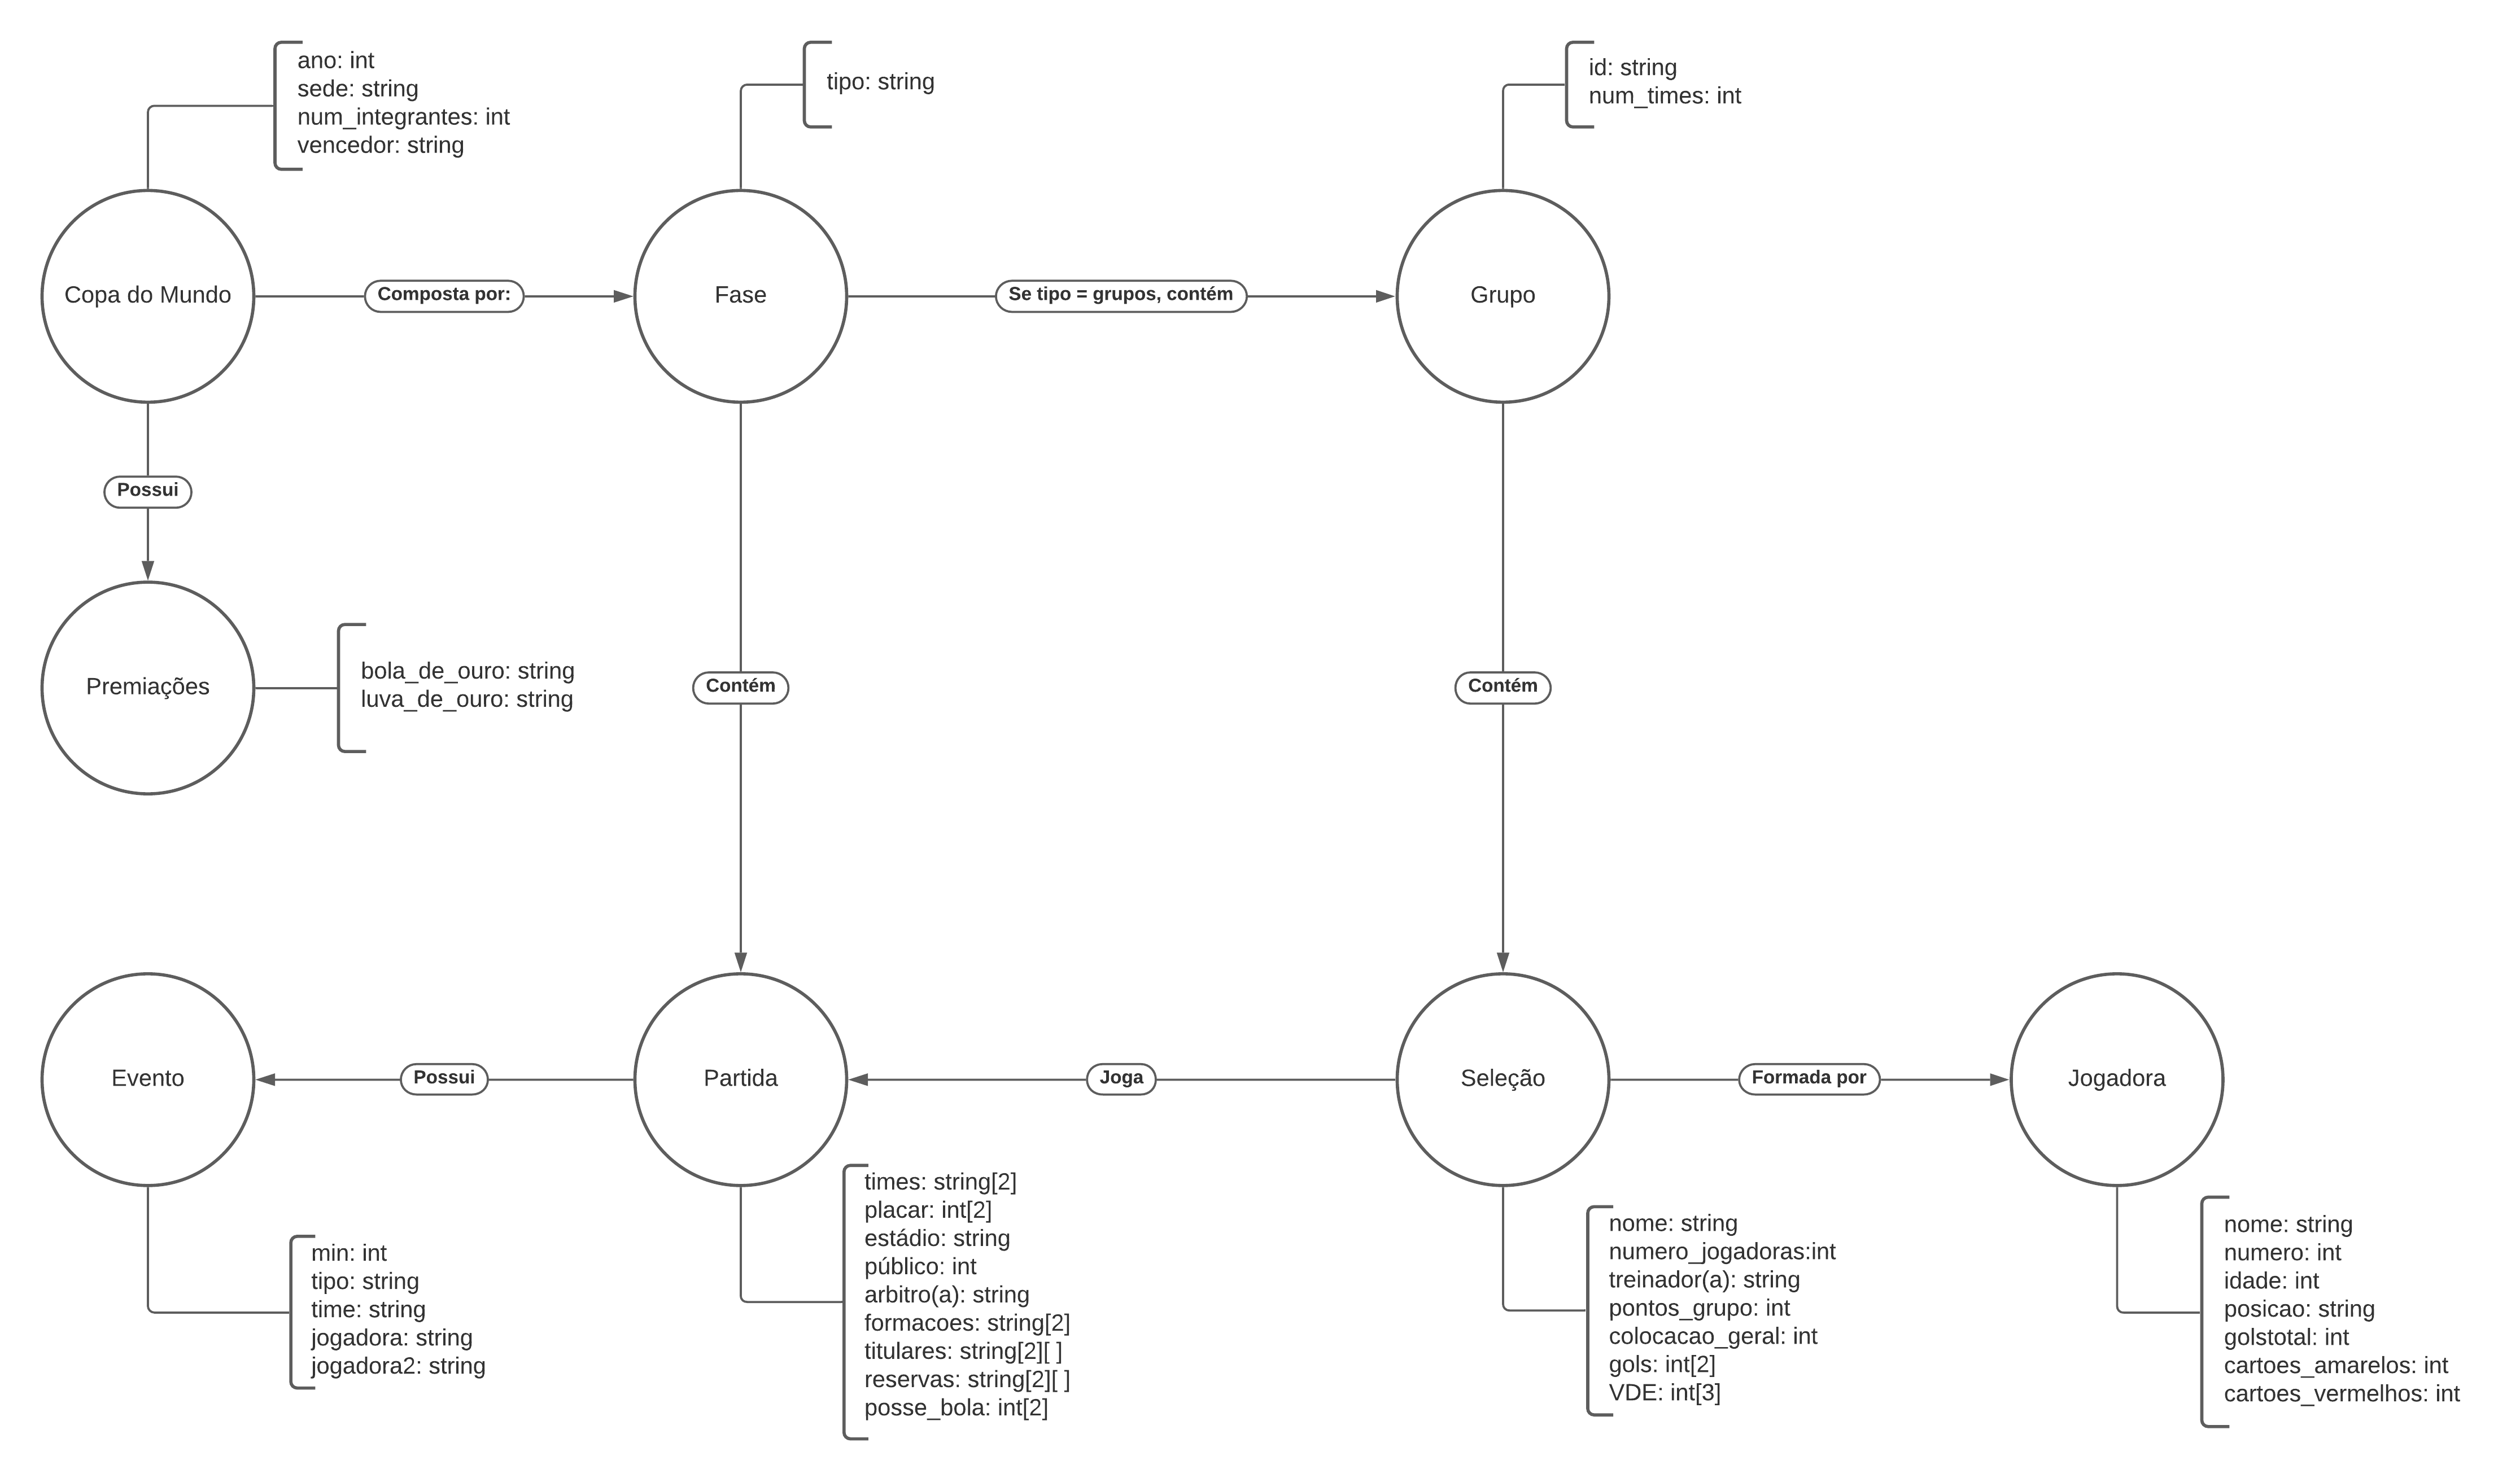 ano: int
sede: string
num_integrantes: int
vencedor: string
tipo: string
id: string
num_times: int
Copa do Mundo
Composta por:
Fase
Se tipo = grupos, contém
Grupo
Possui
Premiações
bola_de_ouro: string
luva_de_ouro: string
Contém
Contém
Evento
Possui
Partida
Joga
Seleção
Formada por
Jogadora
min: int
tipo: string
time: string
jogadora: string
jogadora2: string
times: string[2]
placar: int[2]
estádio: string
público: int
arbitro(a): string
formacoes: string[2]
titulares: string[2][ ]
reservas: string[2][ ]
posse_bola: int[2]
nome: string
numero_jogadoras:int
treinador(a): string
pontos_grupo: int
colocacao_geral: int
gols: int[2]
VDE: int[3]
nome: string
numero: int
idade: int
posicao: string
golstotal: int
cartoes_amarelos: int
cartoes_vermelhos: int